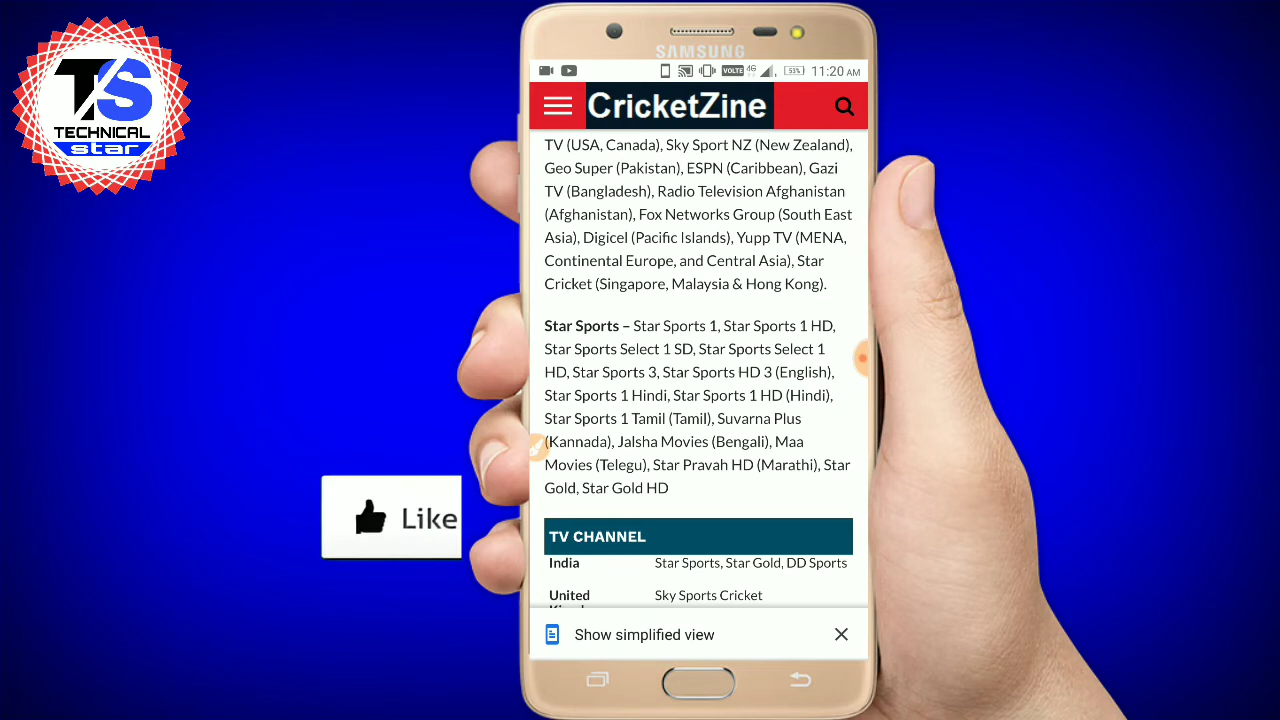 TS
TECHNICAL
star
SAMSUNG
VOLTE 4G 53% 11:20 AM
CricketZine
TV (USA, Canada), Sky Sport NZ (New Zealand),
Geo Super (Pakistan), ESPN (Caribbean), Gazi
TV (Bangladesh), Radio Television Afghanistan
(Afghanistan), Fox Networks Group (South East
Asia), Digicel (Pacific Islands), Yupp TV (MENA,
Continental Europe, and Central Asia), Star
Cricket (Singapore, Malaysia & Hong Kong).
Star Sports – Star Sports 1, Star Sports 1 HD,
Star Sports Select 1 SD, Star Sports Select 1
HD, Star Sports 3, Star Sports HD 3 (English),
Star Sports 1 Hindi, Star Sports 1 HD (Hindi),
Star Sports 1 Tamil (Tamil), Suvarna Plus
(Kannada), Jalsha Movies (Bengali), Maa
Movies (Telegu), Star Pravah HD (Marathi), Star
Gold, Star Gold HD
Like
TV CHANNEL
India Star Sports, Star Gold, DD Sports
United Sky Sports Cricket
Show simplified view